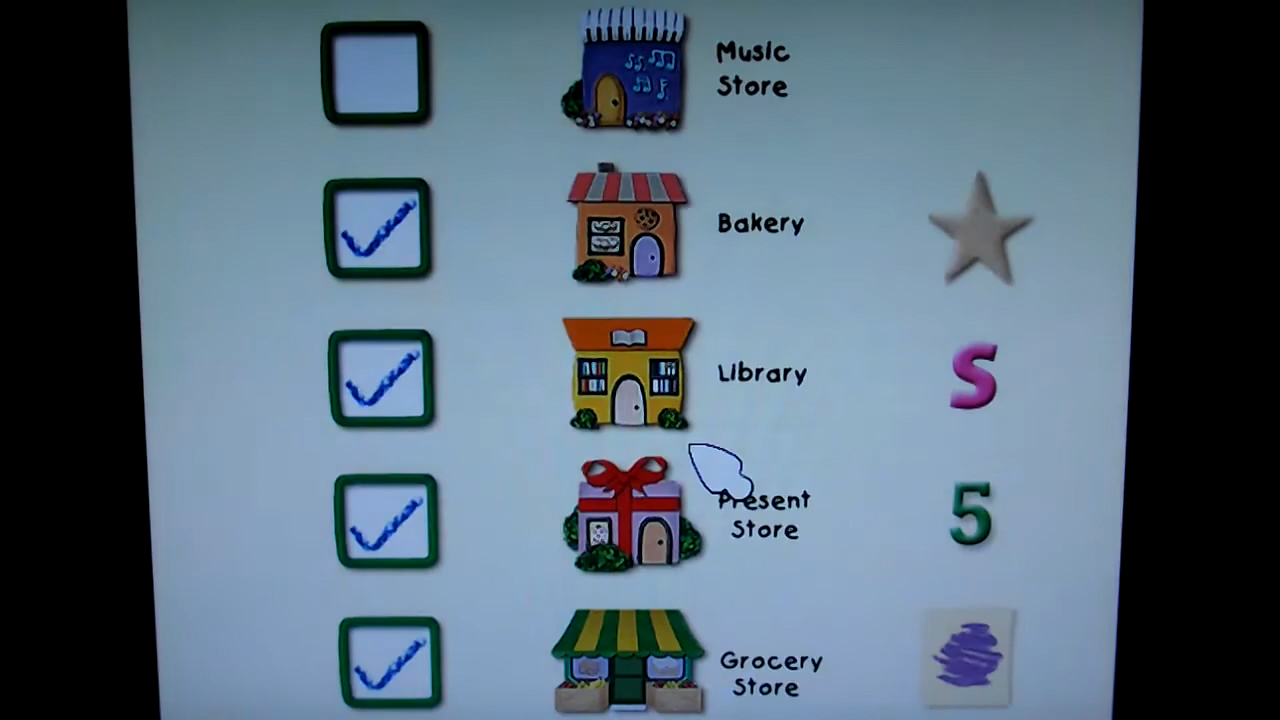 Music
Store
Bakery
Library
S
Present
Store
5
Grocery
Store